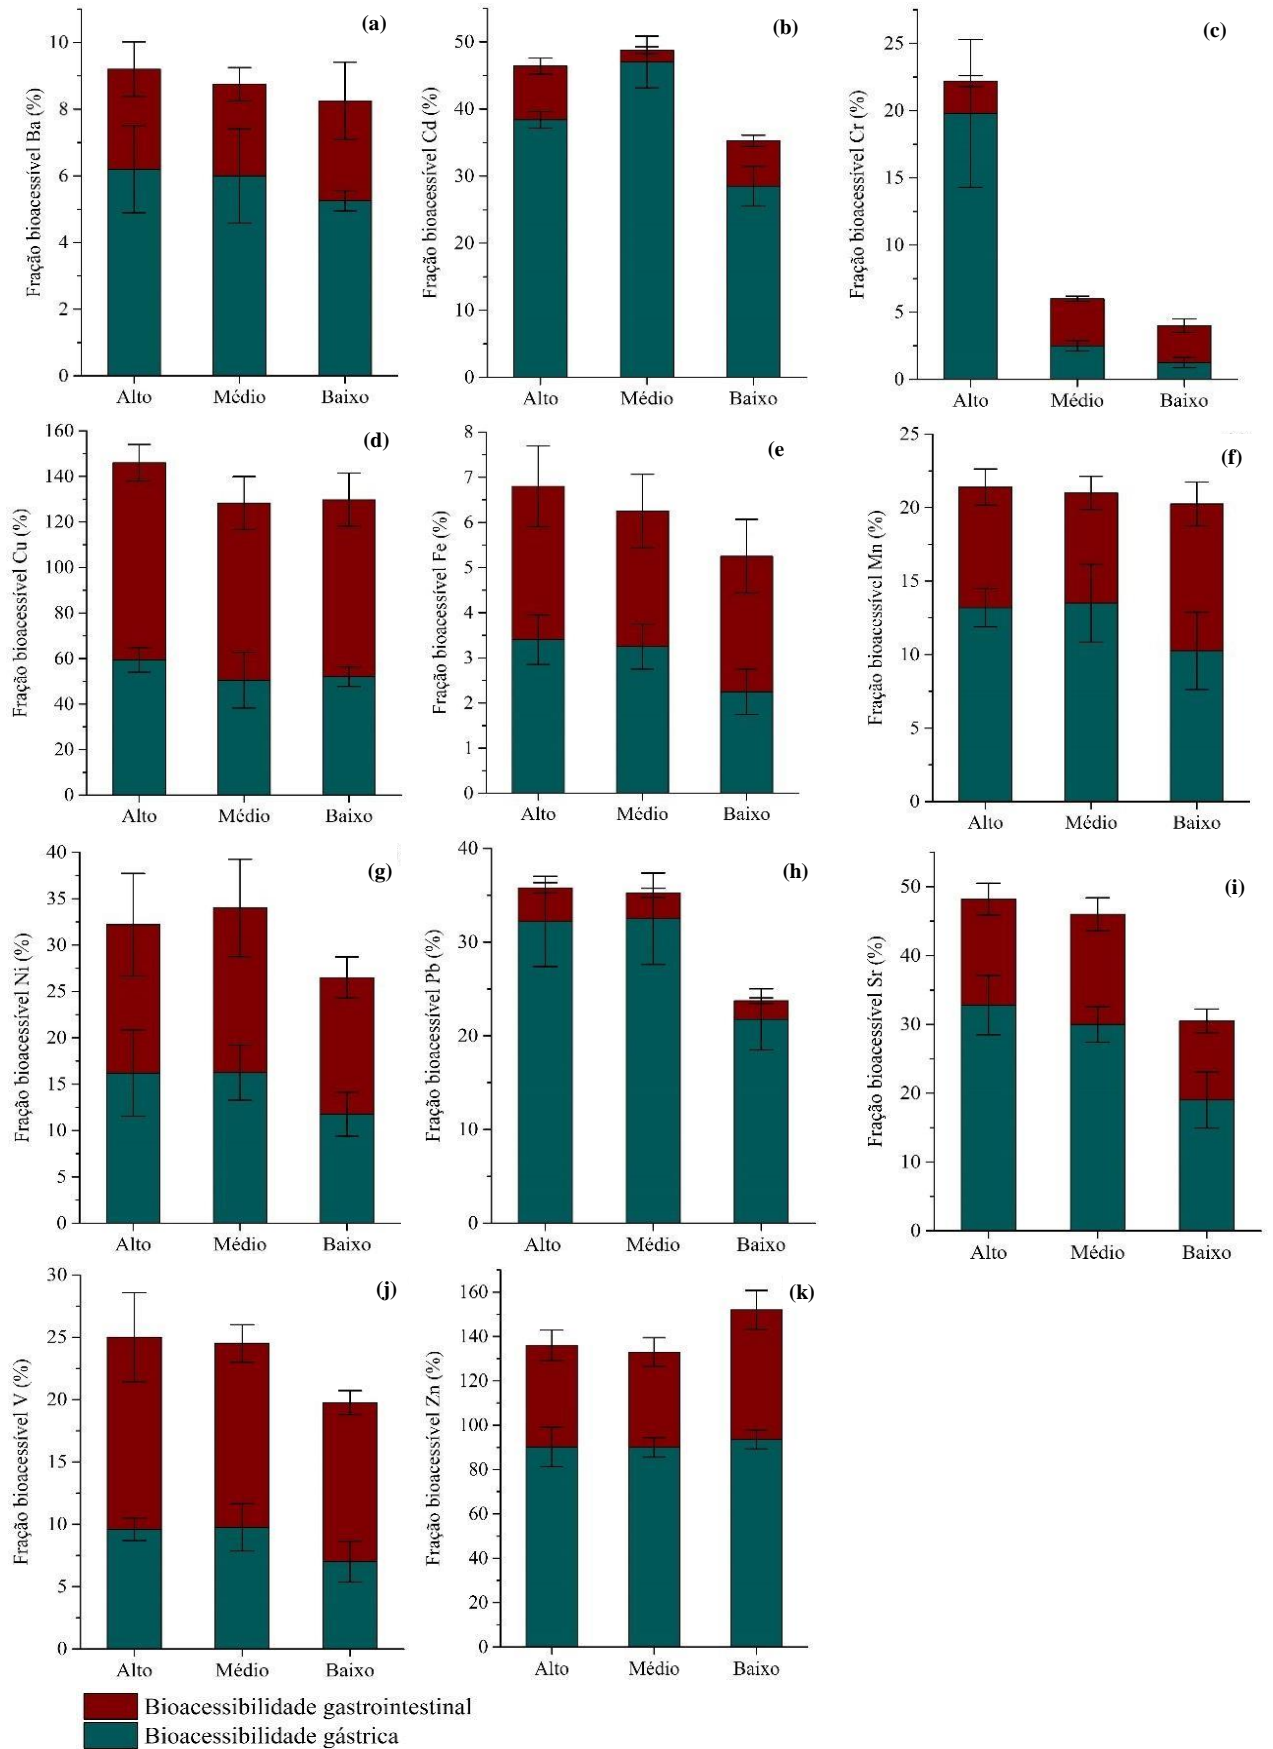 (a)
Fração bioacessível Ba (%)
10
8
6
4
2
0
Alto Médio Baixo
(b)
Fração bioacessível Cd (%)
50
40
30
20
10
0
Alto Médio Baixo
(c)
Fração bioacessível Cr (%)
25
20
15
10
5
0
Alto Médio Baixo
(d)
Fração bioacessível Cu (%)
160
140
120
100
80
60
40
20
0
Alto Médio Baixo
(e
Fração bioacessível Fe (%)
8
7
6
5
4
3
2
1
0
Alto Médio Baixo
(f)
Fração bioacessível Mn (%)
25
20
15
10
5
0
Alto Médio Baixo
(g)
Fração bioacessível Ni (%)
40
35
30
25
20
15
10
5
0
Alto Médio Baixo
(h)
Fração bioacessível Pb (%)
40
30
20
10
0
Alto Médio Baixo
(i)
Fração bioacessível Sr (%)
50
40
30
20
10
0
Alto Médio Baixo
(j)
Fração bioacessível V (%)
30
25
20
15
10
5
0
Alto Médio Baixo
(k)
Fração bioacessível Zn (%)
160
140
120
100
80
60
40
20
0
Alto Médio Baixo
Bioacessibilidade gastrointestinal
Bioacessibilidade gástrica